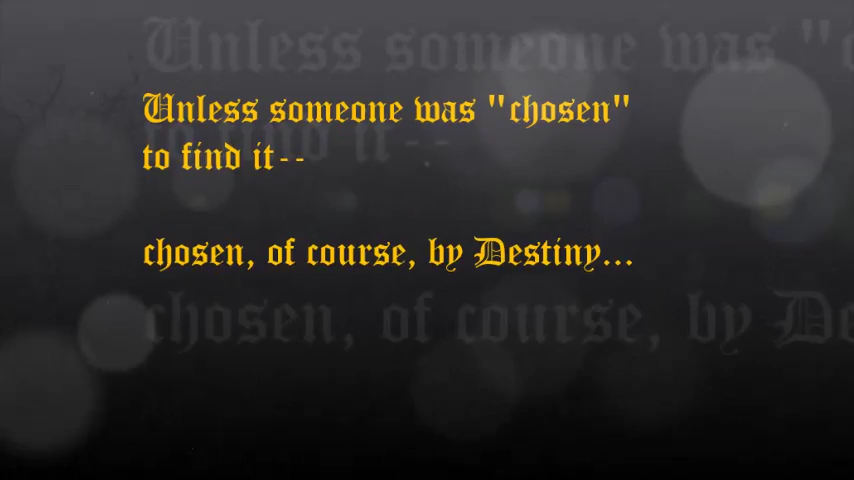 Unless someone was "chosen"
to find it--
chosen, of course, by Destiny...